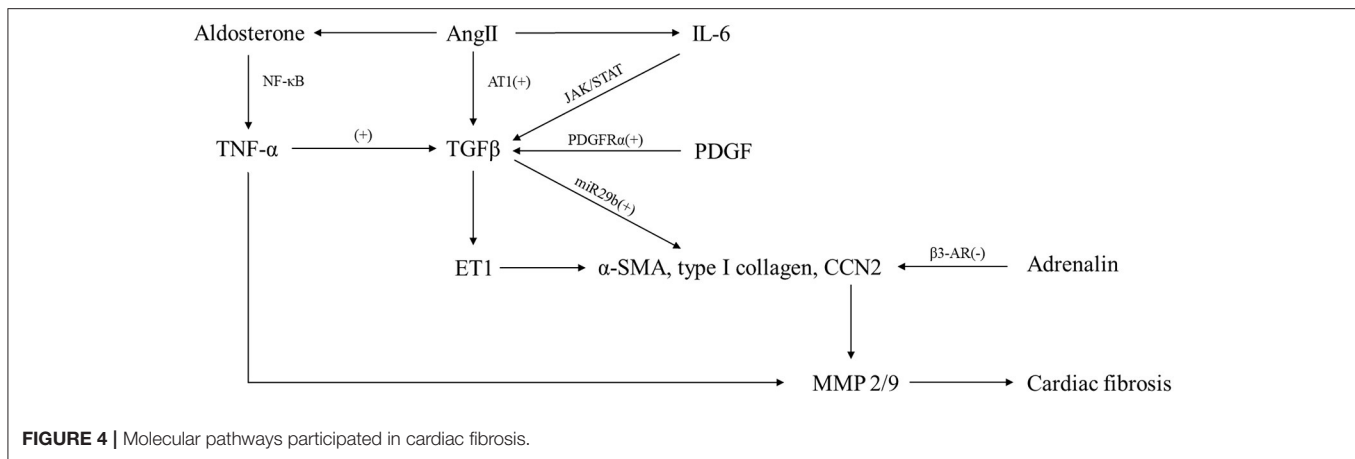 Aldosterone AngII IL-6
NF-κB AT1(+) JAK/STAT
TNF-α (+) TGFβ PDGFRα(+) PDGF
miR29b(+)
ET1 α-SMA, type I collagen, CCN2 β3-AR(-) Adrenalin
MMP 2/9 Cardiac fibrosis
FIGURE 4 | Molecular pathways participated in cardiac fibrosis.